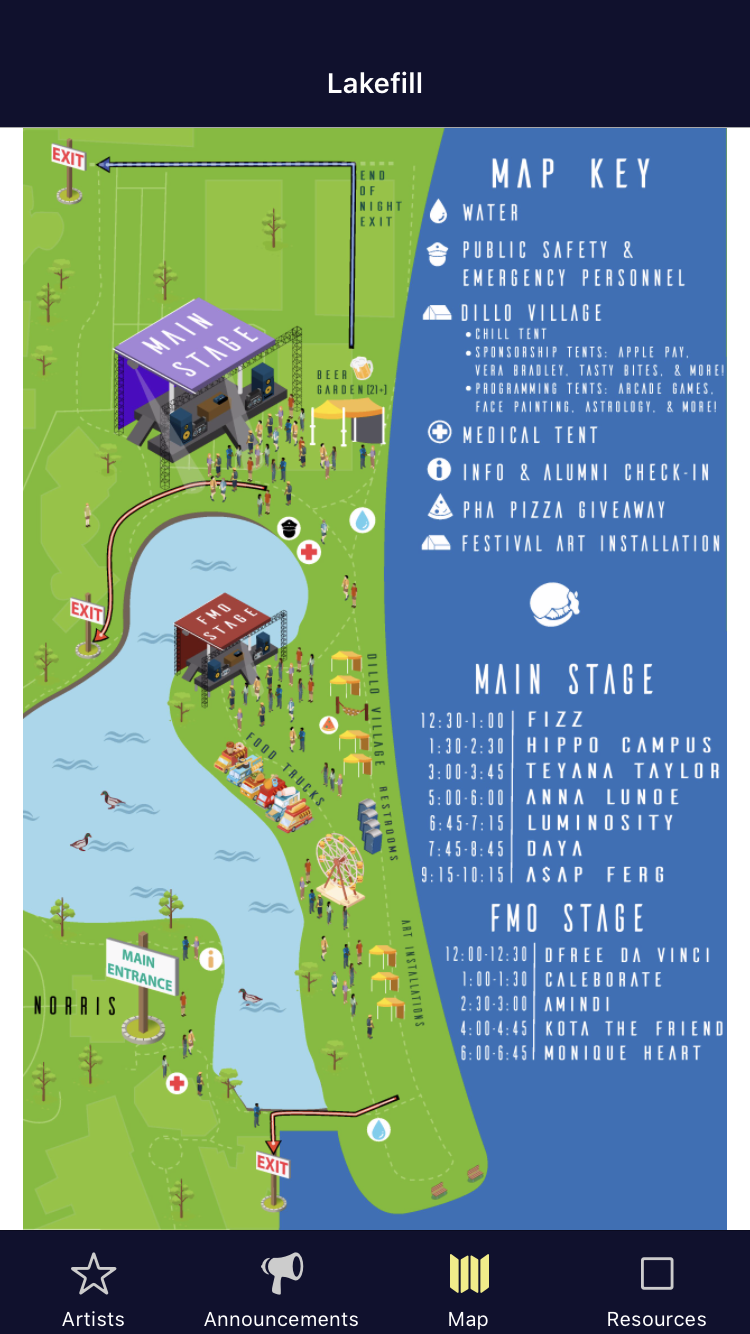 Lakefill
EXIT
END
OF
NIGHT
EXIT
MAIN
STAGE
BEER
GARDEN(21+)
EXIT
FMO
STAGE
DILLO VILLAGE
FOOD TRUCKS
RESTROOMS
ART INSTALLATIONS
MAIN
ENTRANCE
NORRIS
EXIT
MAP KEY
WATER
PUBLIC SAFETY &
EMERGENCY PERSONNEL
DILLO VILLAGE
•CHILL TENT
•SPONSORSHIP TENTS: APPLE PAY,
VERA BRADLEY, TASTY BITES, & MORE!
•PROGRAMMING TENTS: ARCADE GAMES,
FACE PAINTING, ASTROLOGY, & MORE!
MEDICAL TENT
INFO & ALUMNI CHECK-IN
PHA PIZZA GIVEAWAY
FESTIVAL ART INSTALLATION
MAIN STAGE
12:30-1:00 FIZZ
1:30-2:30 HIPPO CAMPUS
3:00-3:45 TEYANA TAYLOR
5:00-6:00 ANNA LUNOE
6:45-7:15 LUMINOSITY
7:45-8:45 DAYA
9:15-10:15 A$AP FERG
FMO STAGE
12:00-12:30 DFREE DA VINCI
1:00-1:30 CALEBORATE
2:30-3:00 AMINDI
4:00-4:45 KOTA THE FRIEND
6:00-6:45 MONIQUE HEART
Artists
Announcements
Map
Resources